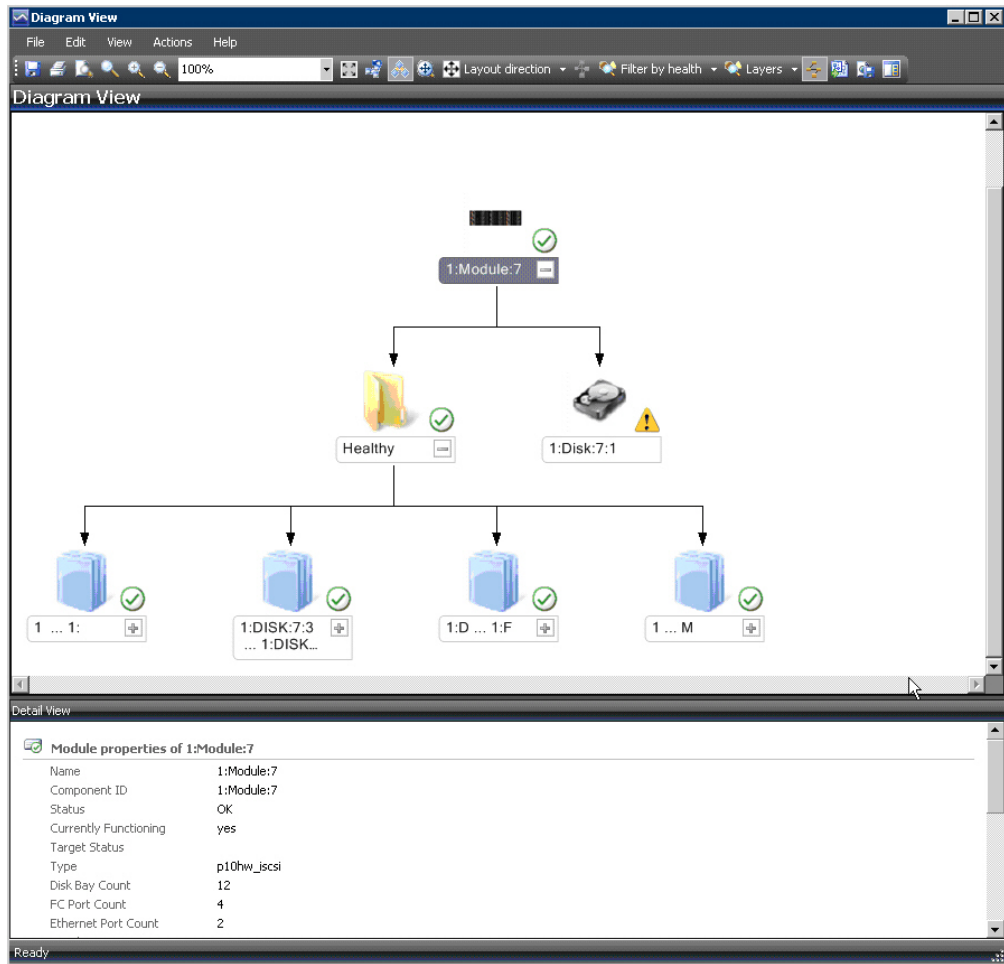 Diagram View
File Edit View Actions Help
100% Layout direction Filter by health Layers
Diagram View
1:Module:7
Healthy
1:Disk:7:1
1 ... 1:
1:DISK:7:3
... 1:DISK...
1:D ... 1:F
1 ... M
Detail View
Module properties of 1:Module:7
Name 1:Module:7
Component ID 1:Module:7
Status OK
Currently Functioning yes
Target Status
Type p10hw_iscsi
Disk Bay Count 12
FC Port Count 4
Ethernet Port Count 2
Ready